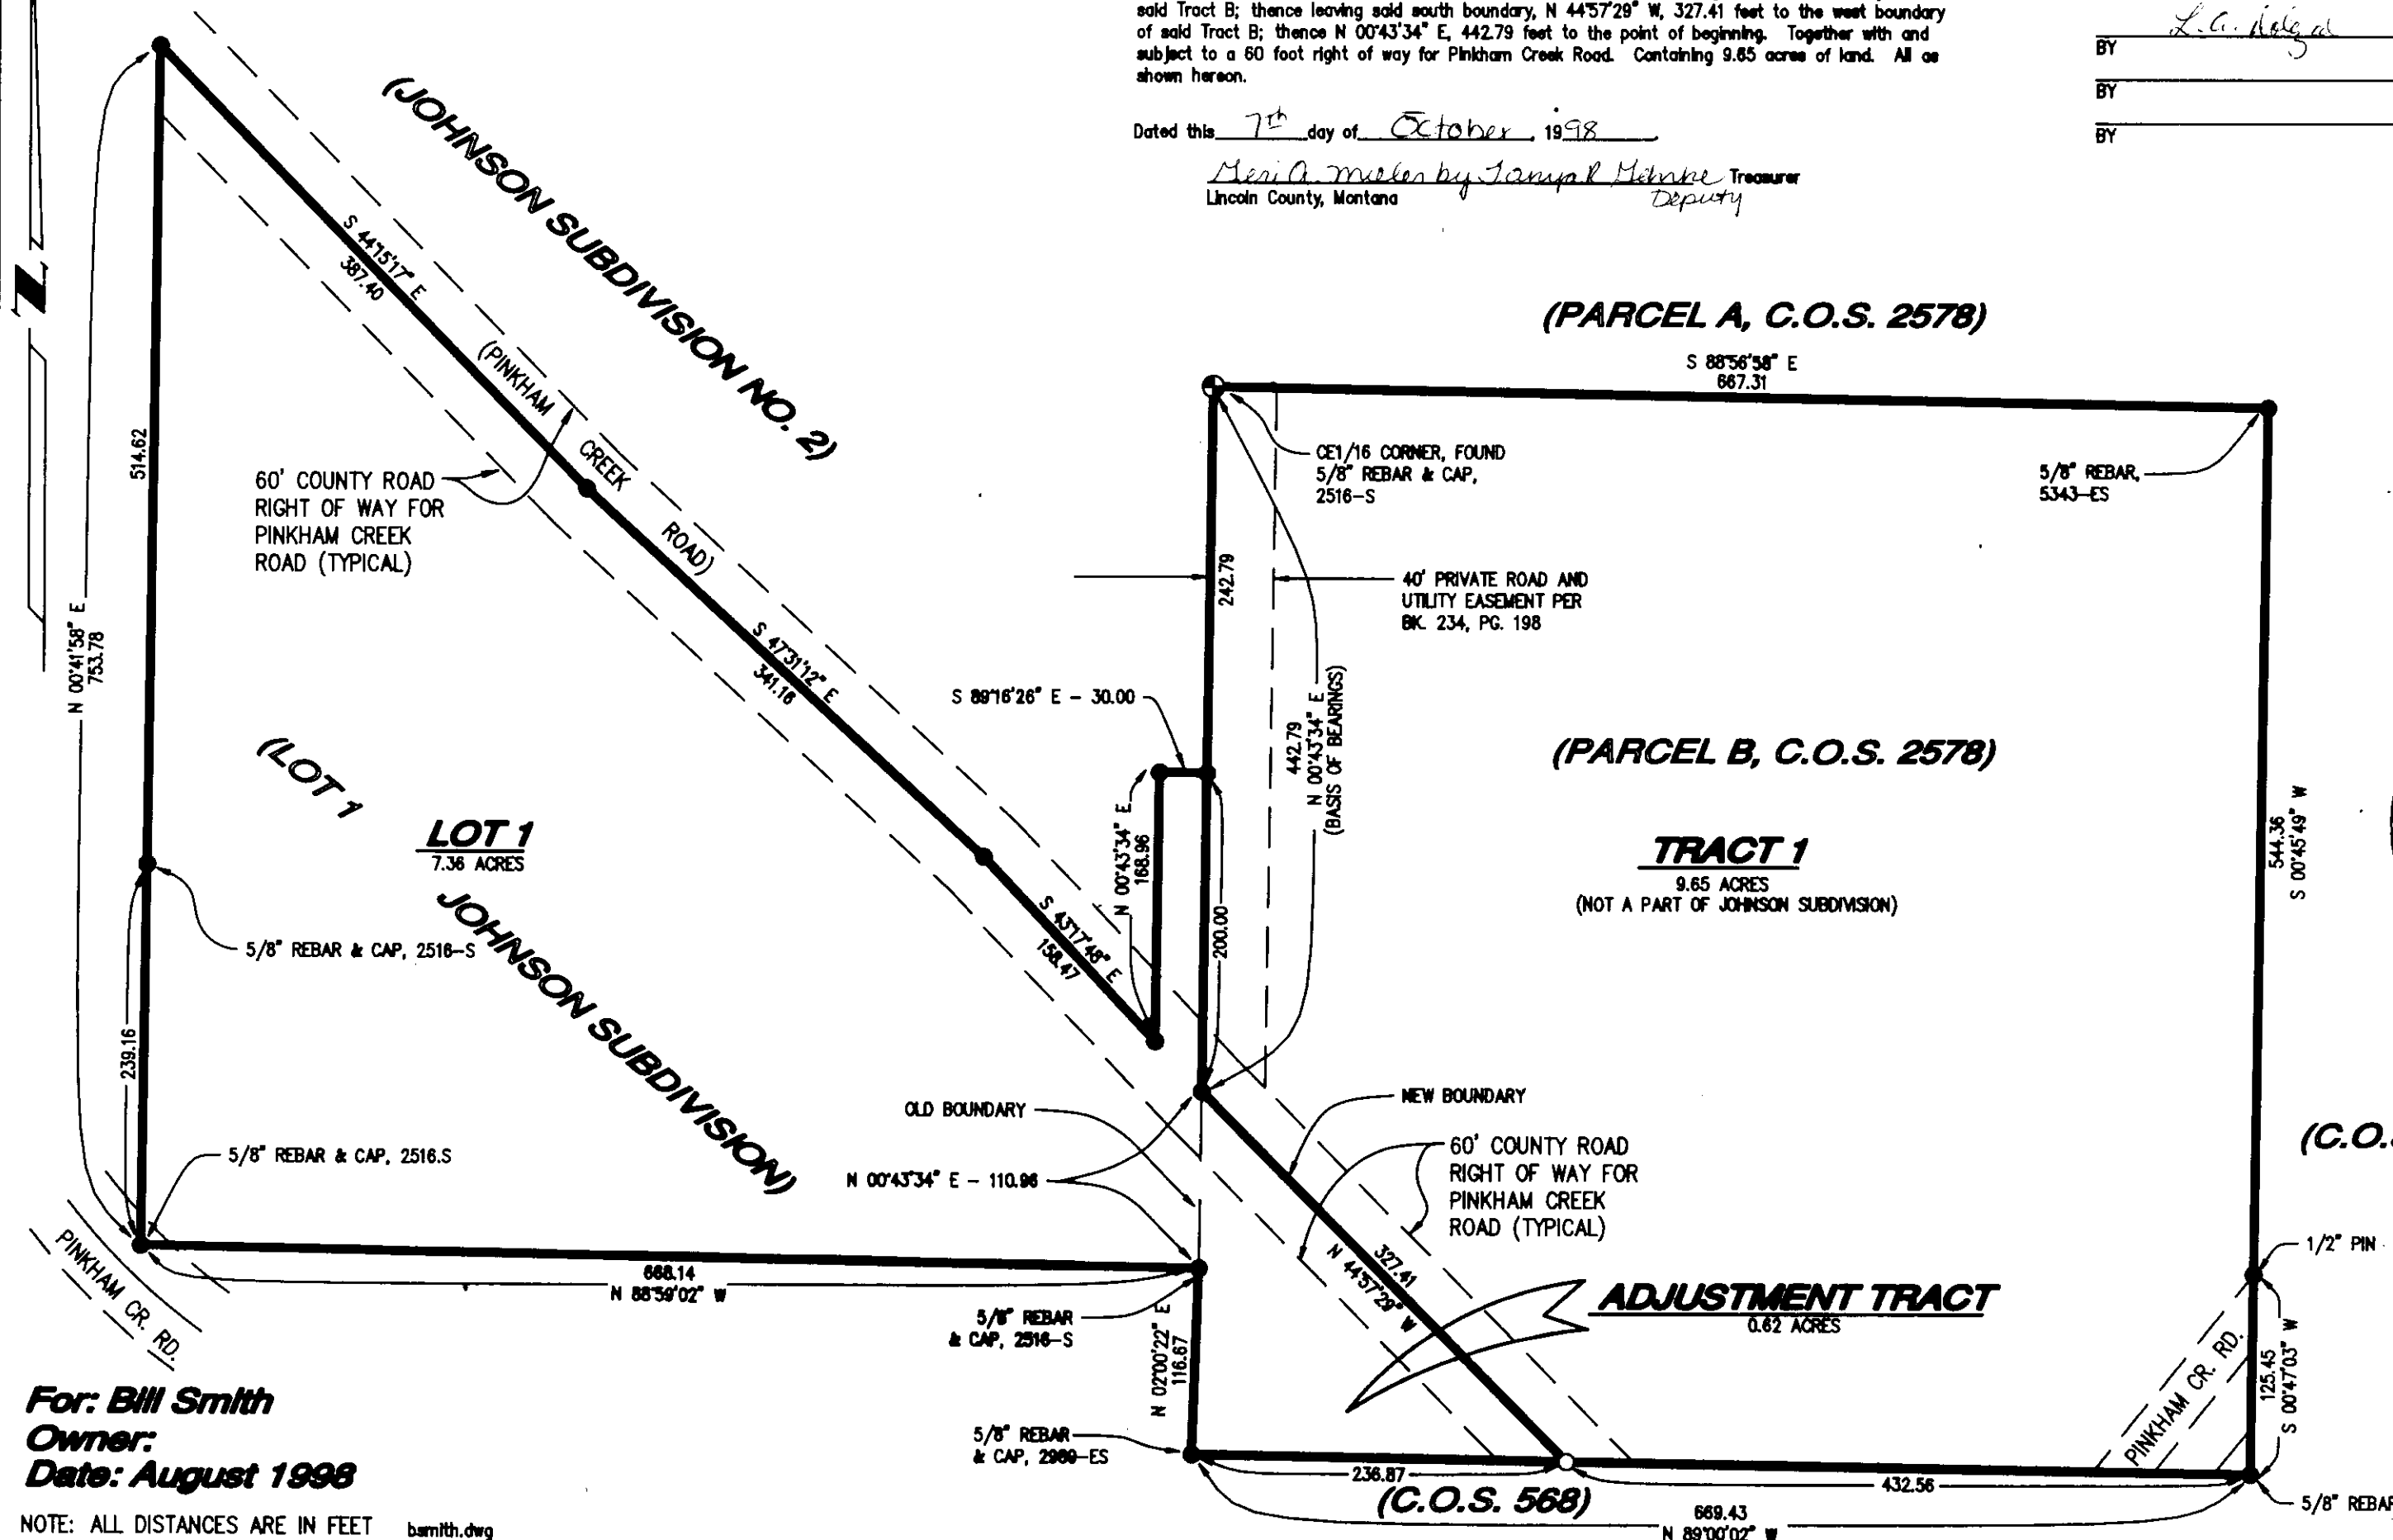 said Tract B; thence leaving said south boundary, N 44°57'29" W, 327.41 feet to the west boundary
of said Tract B; thence N 00°43'34" E, 442.79 feet to the point of beginning. Together with and
subject to a 60 foot right of way for Pinkham Creek Road. Containing 9.65 acres of land. All as
shown hereon.
Dated this 7th day of October, 1998
by Treasurer
Lincoln County, Montana Deputy
BY
BY
BY
Z
(JOHNSON SUBDIVISION NO. 2)
S 44°15'17" E
387.40
(PINKHAM CREEK ROAD)
514.62
60' COUNTY ROAD
RIGHT OF WAY FOR
PINKHAM CREEK
ROAD (TYPICAL)
N 00°41'58" E
753.78
S 47°31'12" E
341.16
(PARCEL A, C.O.S. 2578)
S 88°56'58" E
667.31
CE1/16 CORNER, FOUND
5/8" REBAR & CAP,
2516-S
5/8" REBAR,
5343-ES
242.79
40' PRIVATE ROAD AND
UTILITY EASEMENT PER
BK. 234, PG. 198
S 89°16'26" E - 30.00
442.79
N 00°43'34" E
(BASIS OF BEARINGS)
(PARCEL B, C.O.S. 2578)
TRACT 1
9.65 ACRES
(NOT A PART OF JOHNSON SUBDIVISION)
544.36
S 00°45'49" W
(LOT 1
LOT 1
7.36 ACRES
JOHNSON SUBDIVISION)
N 00°43'34" E
168.96
S 43°17'48" E
158.47
200.00
5/8" REBAR & CAP, 2516-S
239.16
5/8" REBAR & CAP, 2516.S
OLD BOUNDARY
NEW BOUNDARY
N 00°43'34" E - 110.96
60' COUNTY ROAD
RIGHT OF WAY FOR
PINKHAM CREEK
ROAD (TYPICAL)
(C.O.
PINKHAM CR. RD.
668.14
N 88°59'02" W
5/8" REBAR
& CAP, 2516-S
N 02°00'22" E
116.67
327.41
N 44°57'29" W
ADJUSTMENT TRACT
0.62 ACRES
1/2" PIN
125.45
S 00°47'03" W
PINKHAM CR. RD.
5/8" REBAR
& CAP, 2989-ES
236.87
432.56
(C.O.S. 568)
669.43
N 89°00'02" W
5/8" REBAR
For: Bill Smith
Owner:
Date: August 1998
NOTE: ALL DISTANCES ARE IN FEET bsmith.dwg